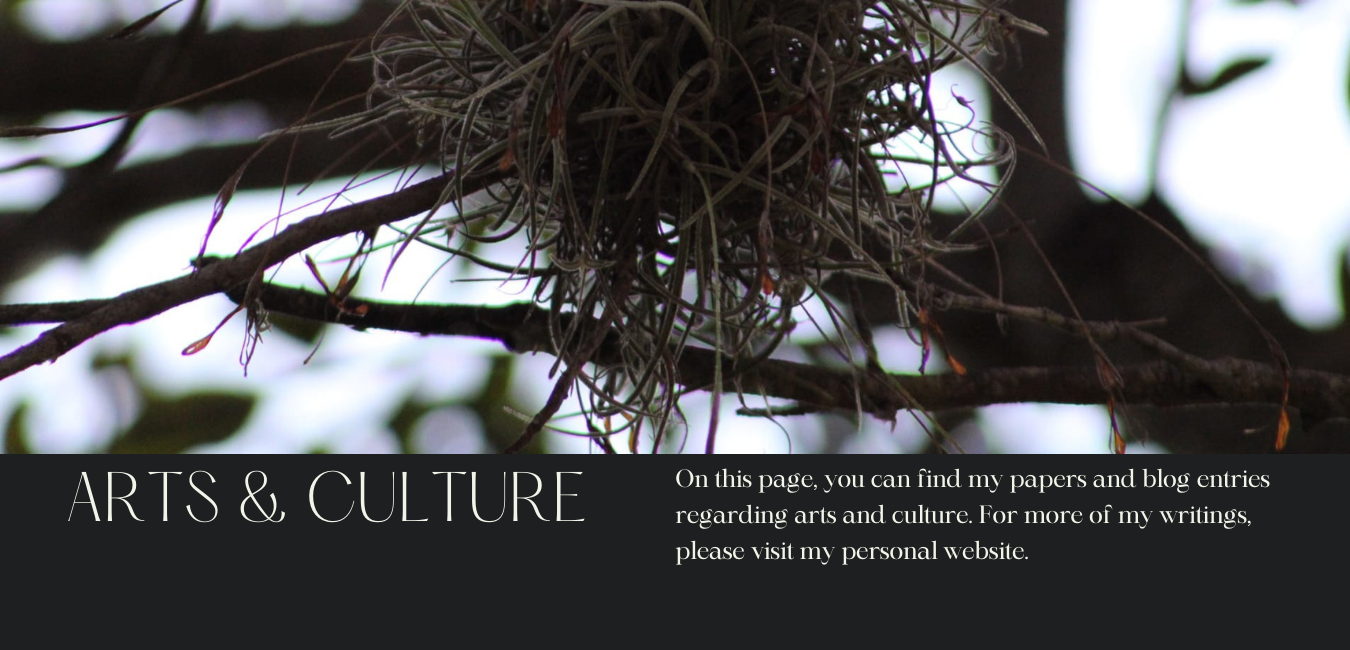 ARTS & CULTURE
On this page, you can find my papers and blog entries
regarding arts and culture. For more of my writings,
please visit my personal website.